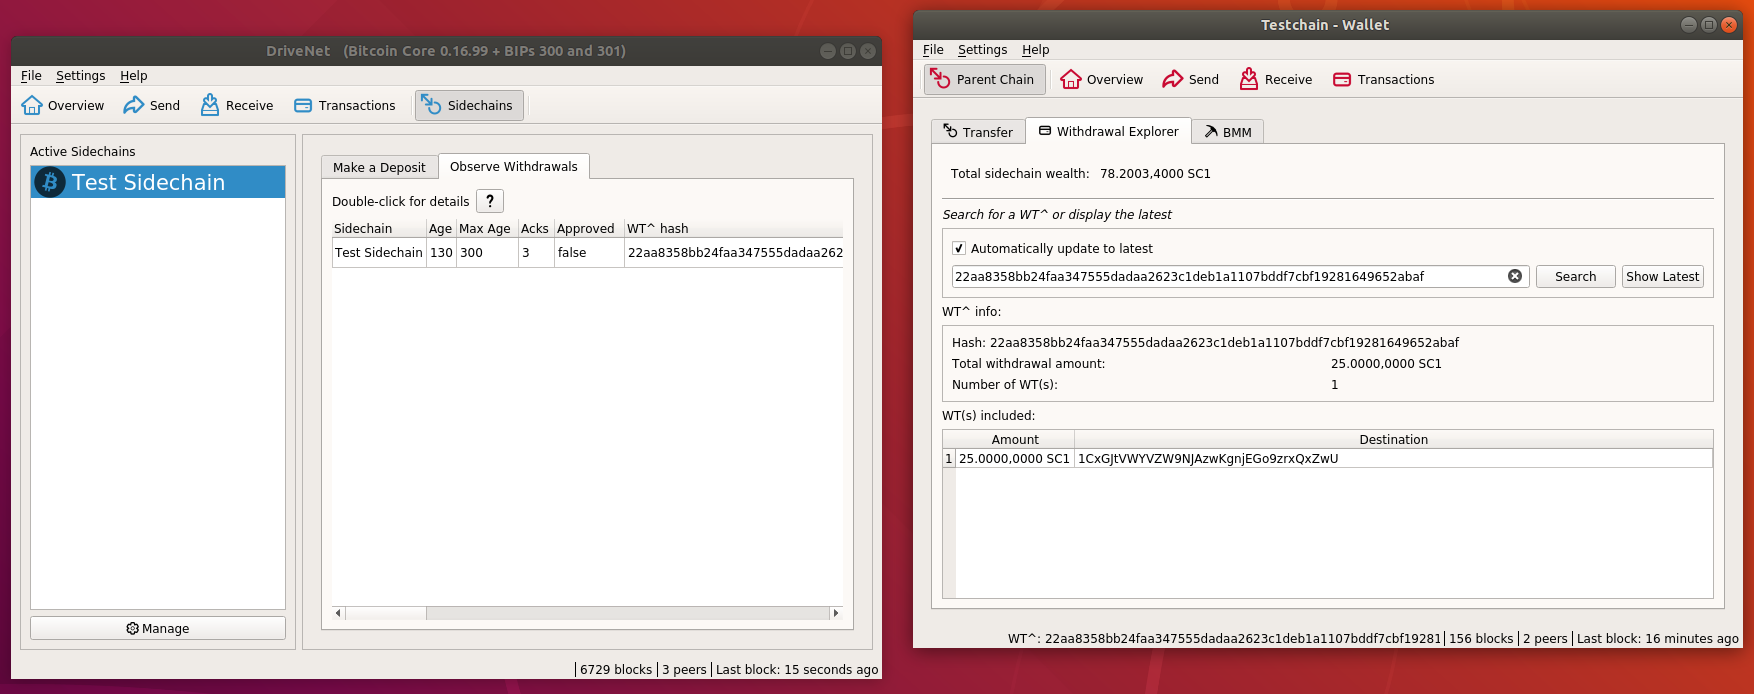 DriveNet (Bitcoin Core 0.16.99 + BIPs 300 and 301)
File Settings Help
Overview Send Receive Transactions Sidechains
Active Sidechains
Test Sidechain
Manage
Make a Deposit Observe Withdrawals
Double-click for details ?
Sidechain Age Max Age Acks Approved WT^ hash
Test Sidechain 130 300 3 false 22aa8358bb24faa347555dadaa262
6729 blocks 3 peers Last block: 15 seconds ago
Testchain - Wallet
File Settings Help
Parent Chain Overview Send Receive Transactions
Transfer Withdrawal Explorer BMM
Total sidechain wealth: 78.2003,4000 SC1
Search for a WT^ or display the latest
Automatically update to latest
22aa8358bb24faa347555dadaa2623c1deb1a1107bddf7cbf19281649652abaf Search Show Latest
WT^ info:
Hash: 22aa8358bb24faa347555dadaa2623c1deb1a1107bddf7cbf19281649652abaf
Total withdrawal amount: 25.0000,0000 SC1
Number of WT(s): 1
WT(s) included:
Amount Destination
1 25.0000,0000 SC1 1CxGJtVWYVZW9NJAzwKgnjEGo9zrxQxZwU
WT^: 22aa8358bb24faa347555dadaa2623c1deb1a1107bddf7cbf19281 156 blocks 2 peers Last block: 16 minutes ago